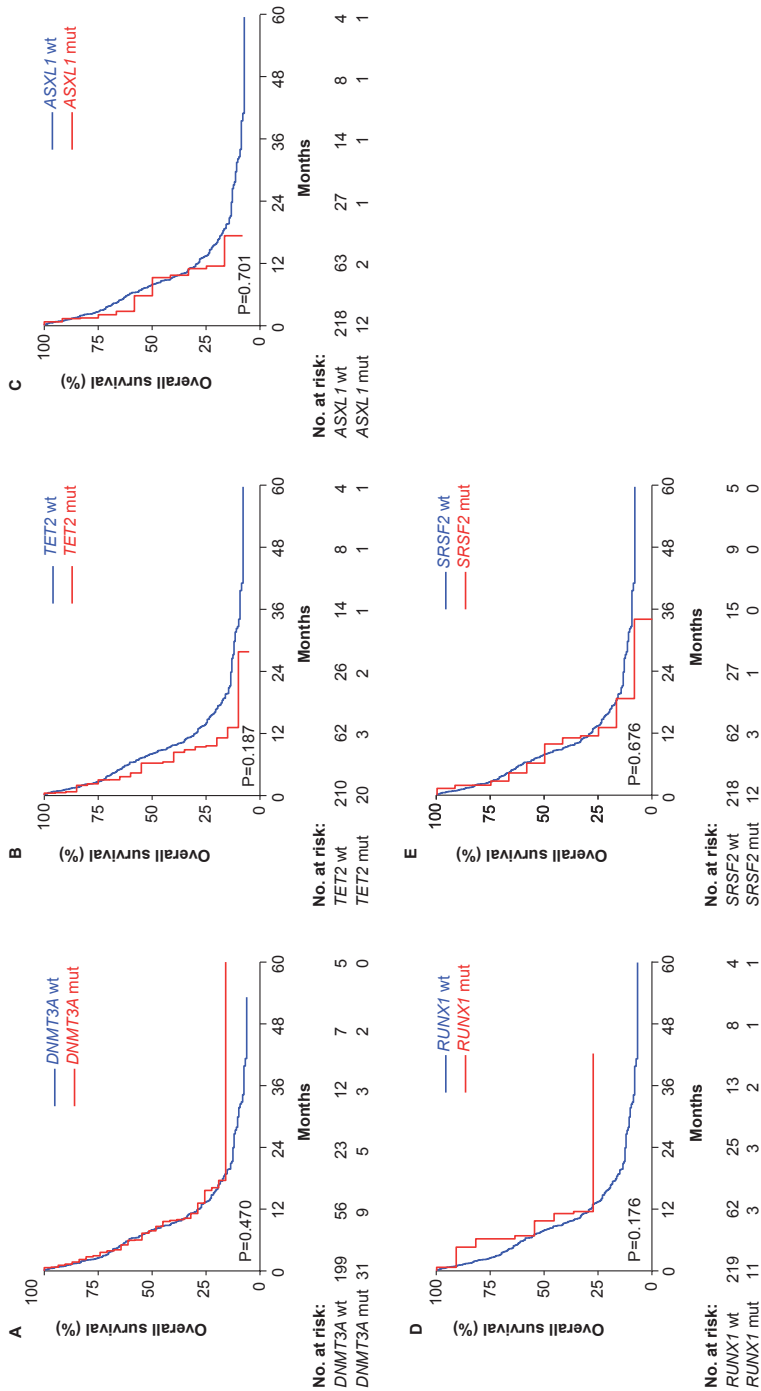 A
Overall survival (%)
100
75
50
25
0
DNMT3A wt
DNMT3A mut
P=0.470
0 12 24 36 48 60
Months
No. at risk:
DNMT3A wt 199 56 23 12 7 5
DNMT3A mut 31 9 5 3 2 0
B
Overall survival (%)
100
75
50
25
0
TET2 wt
TET2 mut
P=0.187
0 12 24 36 48 60
Months
No. at risk:
TET2 wt 210 62 26 14 8 4
TET2 mut 20 3 2 1 1 1
C
Overall survival (%)
100
75
50
25
0
ASXL1 wt
ASXL1 mut
P=0.701
0 12 24 36 48 60
Months
No. at risk:
ASXL1 wt 218 63 27 14 8 4
ASXL1 mut 12 2 1 1 1 1
D
Overall survival (%)
100
75
50
25
0
RUNX1 wt
RUNX1 mut
P=0.176
0 12 24 36 48 60
Months
No. at risk:
RUNX1 wt 219 62 25 13 8 4
RUNX1 mut 11 3 3 2 1 1
E
Overall survival (%)
100
75
50
25
0
SRSF2 wt
SRSF2 mut
P=0.676
0 12 24 36 48 60
Months
No. at risk:
SRSF2 wt 218 62 27 15 9 5
SRSF2 mut 12 3 1 0 0 0